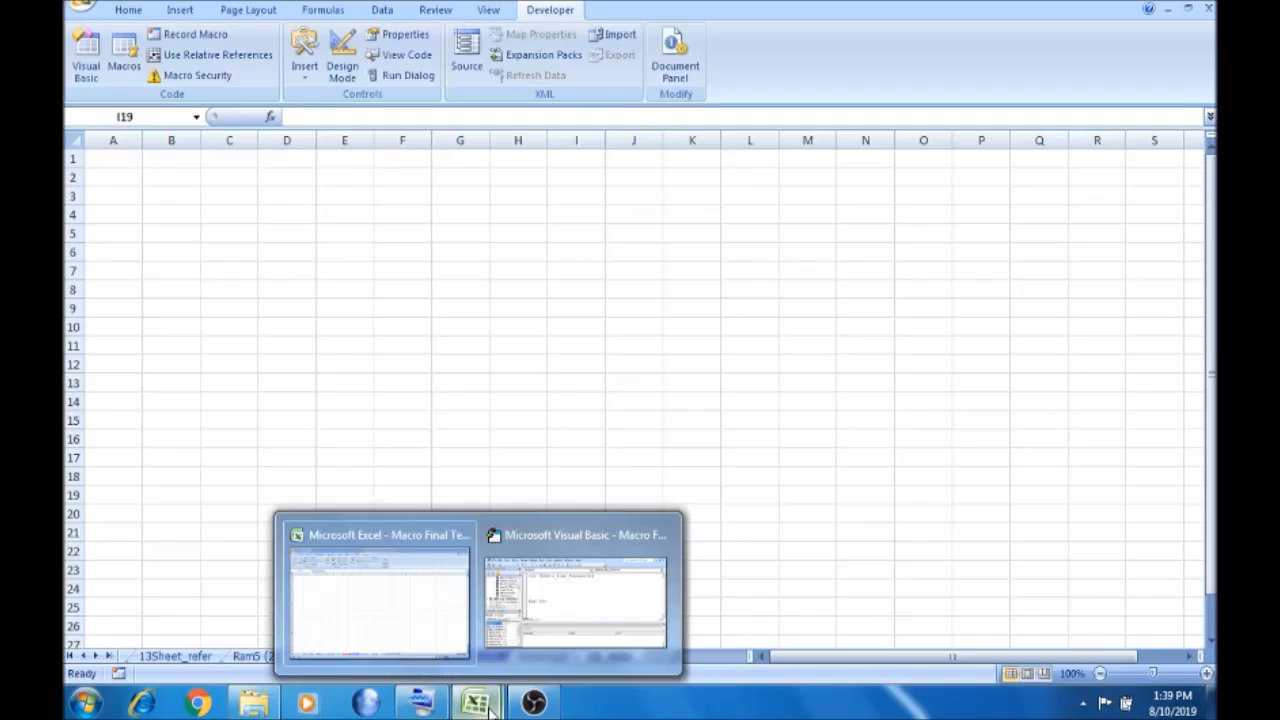 Home Insert Page Layout Formulas Data Review View Developer
Record Macro Properties Map Properties Import
Use Relative References View Code Expansion Packs Export
Visual Basic Macros Macro Security Insert Design Mode Run Dialog Source Refresh Data Document Panel
Code Controls XML Modify
I19 fx
A B C D E F G H I J K L M N O P Q R S
1
2
3
4
5
6
7
8
9
10
11
12
13
14
15
16
17
18
19
20
21
22
23
24
25
26
27
Microsoft Excel - Macro Final Te... Microsoft Visual Basic - Macro F...
13Sheet_refer Ram5 (2
Ready 100%
1:39 PM
8/10/2019